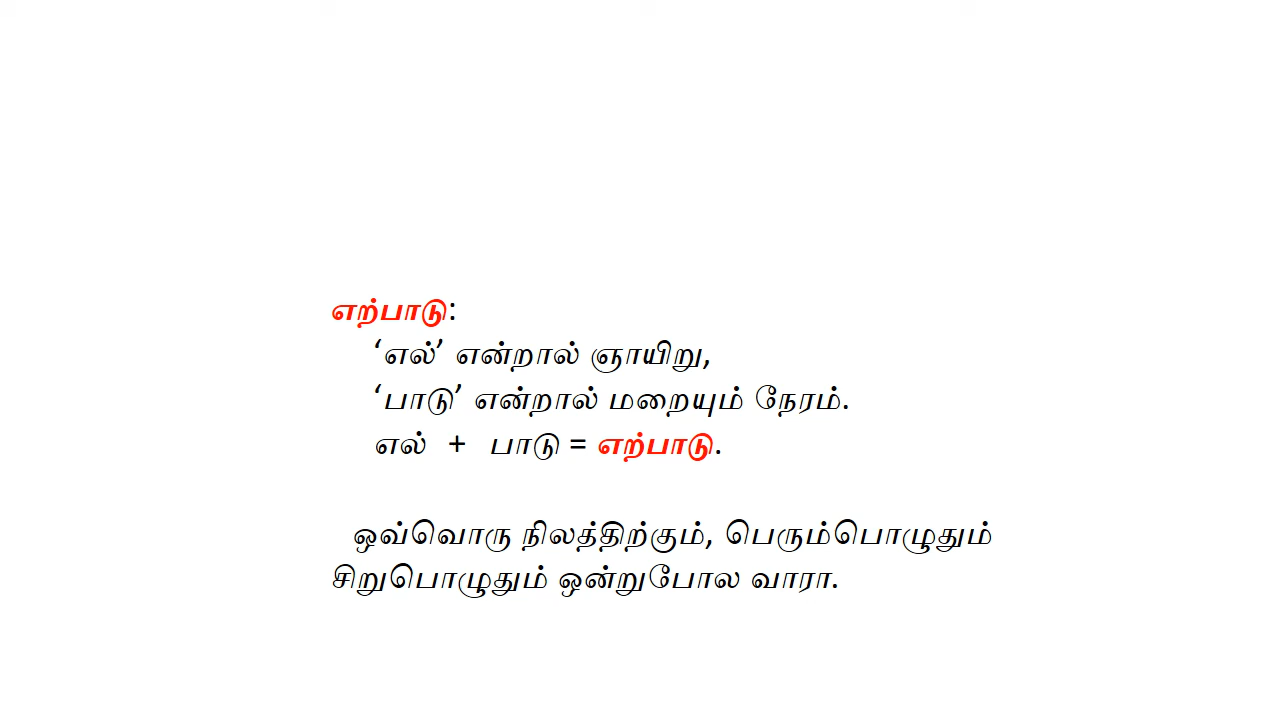 எற்பாடு:
‘எல்’ என்றால் ஞாயிறு,
‘பாடு’ என்றால் மறையும் நேரம்.
எல் + பாடு = எற்பாடு.
ஒவ்வொரு நிலத்திற்கும், பெரும்பொழுதும்
சிறுபொழுதும் ஒன்றுபோல வாரா.